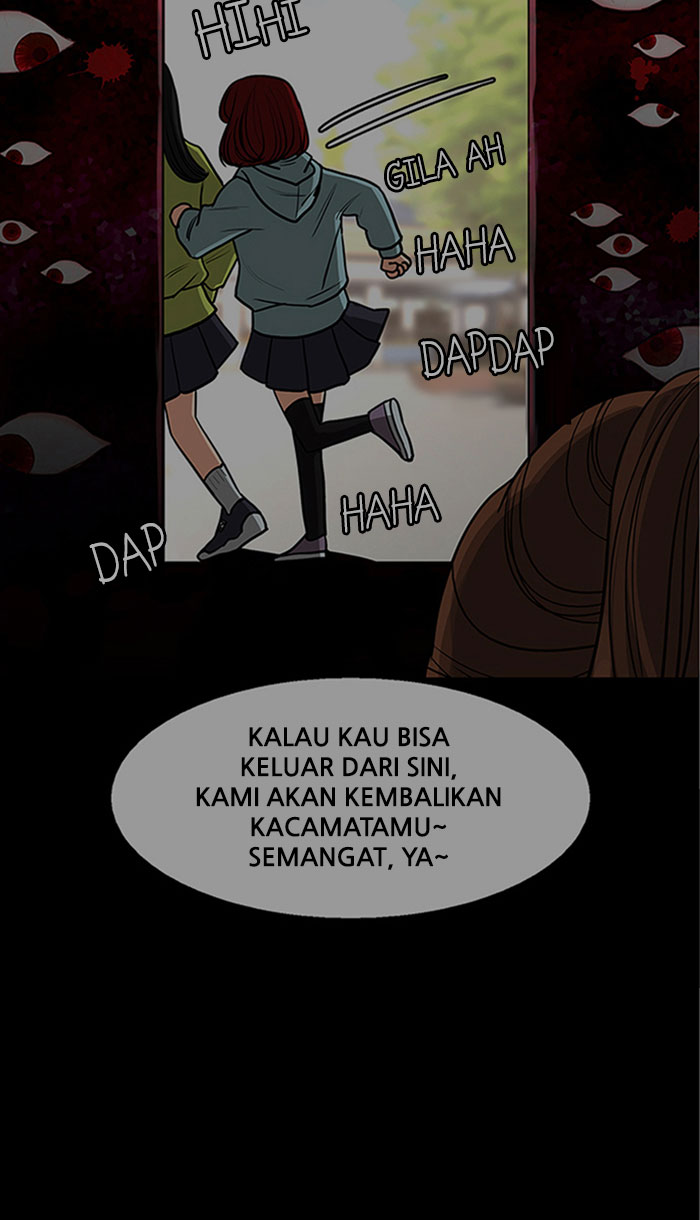 HIHI
GILA AH
HAHA
DAPDAP
HAHA
DAP
KALAU KAU BISA
KELUAR DARI SINI,
KAMI AKAN KEMBALIKAN
KACAMATAMU~
SEMANGAT, YA~